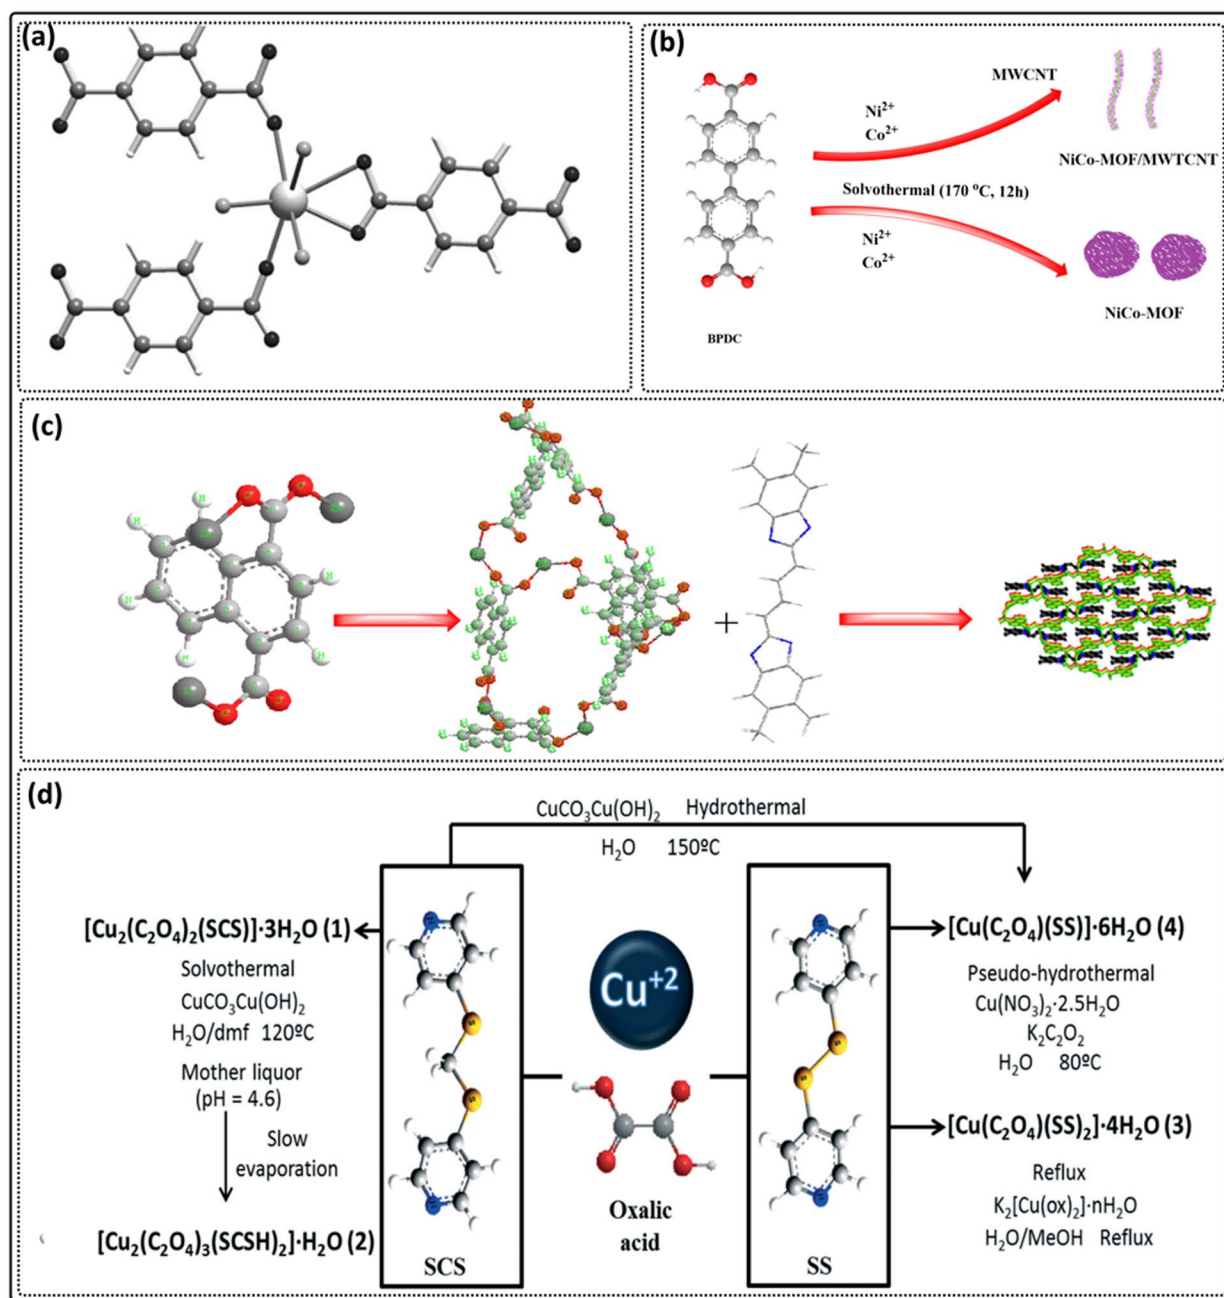 (a)
(b)
MWCNT
Ni²⁺
Co²⁺
NiCo-MOF/MWTCNT
Solvothermal (170 °C, 12h)
Ni²⁺
Co²⁺
NiCo-MOF
BPDC
(c)
+
(d)
CuCO₃Cu(OH)₂ Hydrothermal
H₂O 150ºC
[Cu₂(C₂O₄)₂(SCS)]·3H₂O (1)
Solvothermal
CuCO₃Cu(OH)₂
H₂O/dmf 120ºC
Mother liquor
(pH = 4.6)
Slow
evaporation
[Cu₂(C₂O₄)₃(SCSH)₂]·H₂O (2)
N
S
S
N
SCS
Cu⁺²
Oxalic
acid
N
S
S
N
SS
[Cu(C₂O₄)(SS)]·6H₂O (4)
Pseudo-hydrothermal
Cu(NO₃)₂·2.5H₂O
K₂C₂O₂
H₂O 80ºC
[Cu(C₂O₄)(SS)₂]·4H₂O (3)
Reflux
K₂[Cu(ox)₂]·nH₂O
H₂O/MeOH Reflux